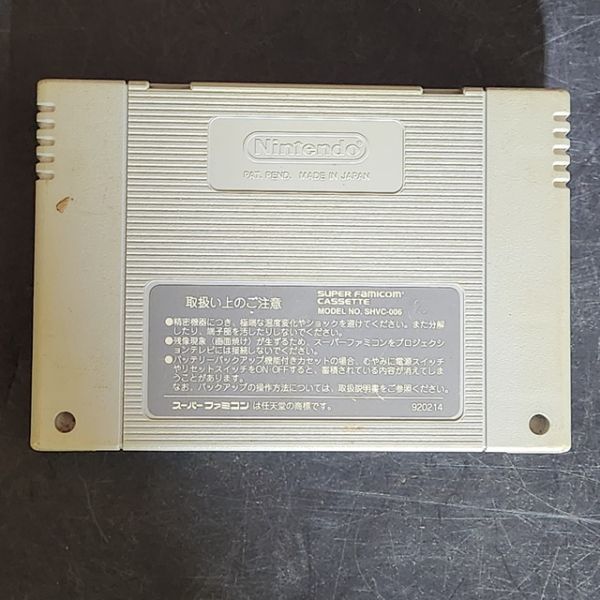 Nintendo®
PAT. PEND. MADE IN JAPAN
取扱い上のご注意
SUPER FAMICOM®
CASSETTE
MODEL NO. SHVC-006
●精密機器につき、極端な温度変化やショックを避けてください。また分解
したり、端子部を汚したりしないでください。
●残像現象（画面焼け）が生ずるため、スーパーファミコンをプロジェクシ
ョンテレビには接続しないでください。
●バッテリーバックアップ機能付きカセットの場合、むやみに電源スイッチ
やリセットスイッチをON OFFすると、蓄積されている内容が消えてしま
うことがあります。
なお、バックアップの操作方法については、取扱説明書をご参照ください。
スーパーファミコンは任天堂の商標です。
920214